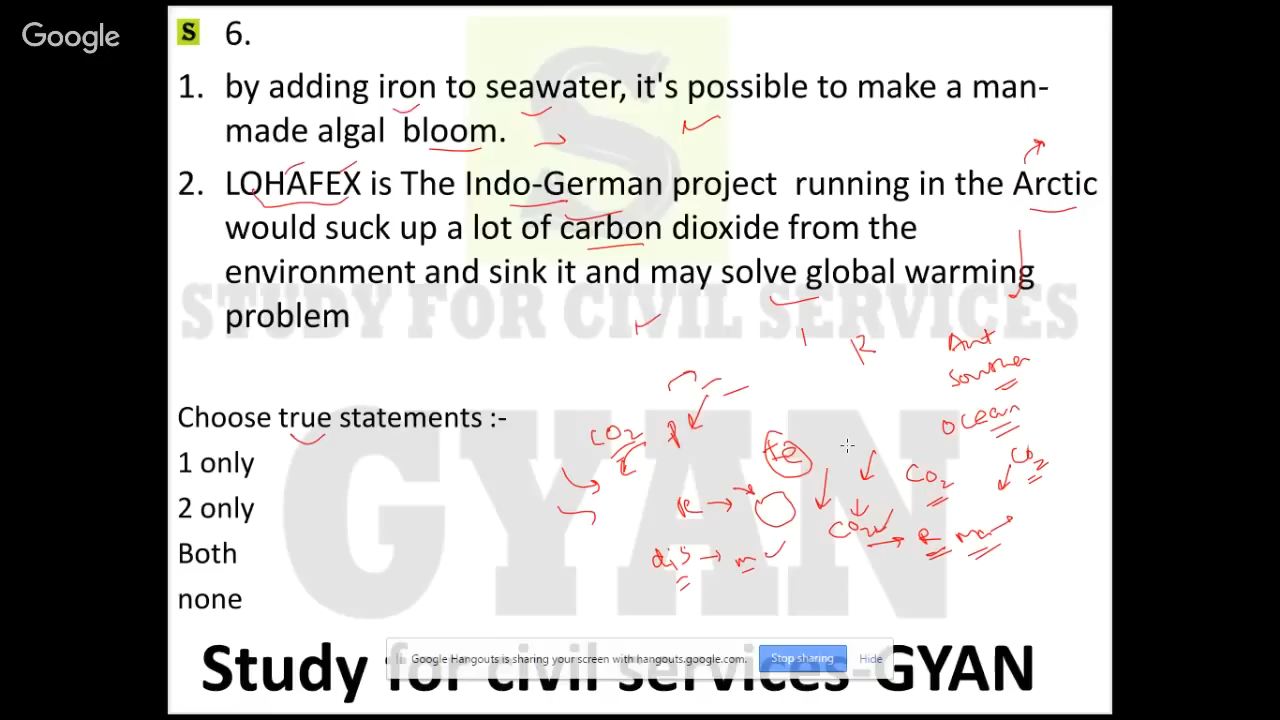 Google
S 6.
1. by adding iron to seawater, it's possible to make a man-
made algal bloom.
2. LOHAFEX is The Indo-German project running in the Arctic
would suck up a lot of carbon dioxide from the
environment and sink it and may solve global warming
problem
S
STUDY FOR CIVIL SERVICES
GYAN
Ant
Ocean
Choose true statements :-
1 only
2 only
Both
none
CO2
Fe
CO2
CO2
CO2
R
R
dis
m
Google Hangouts is sharing your screen with hangouts.google.com. Stop sharing Hide
Study for civil services-GYAN